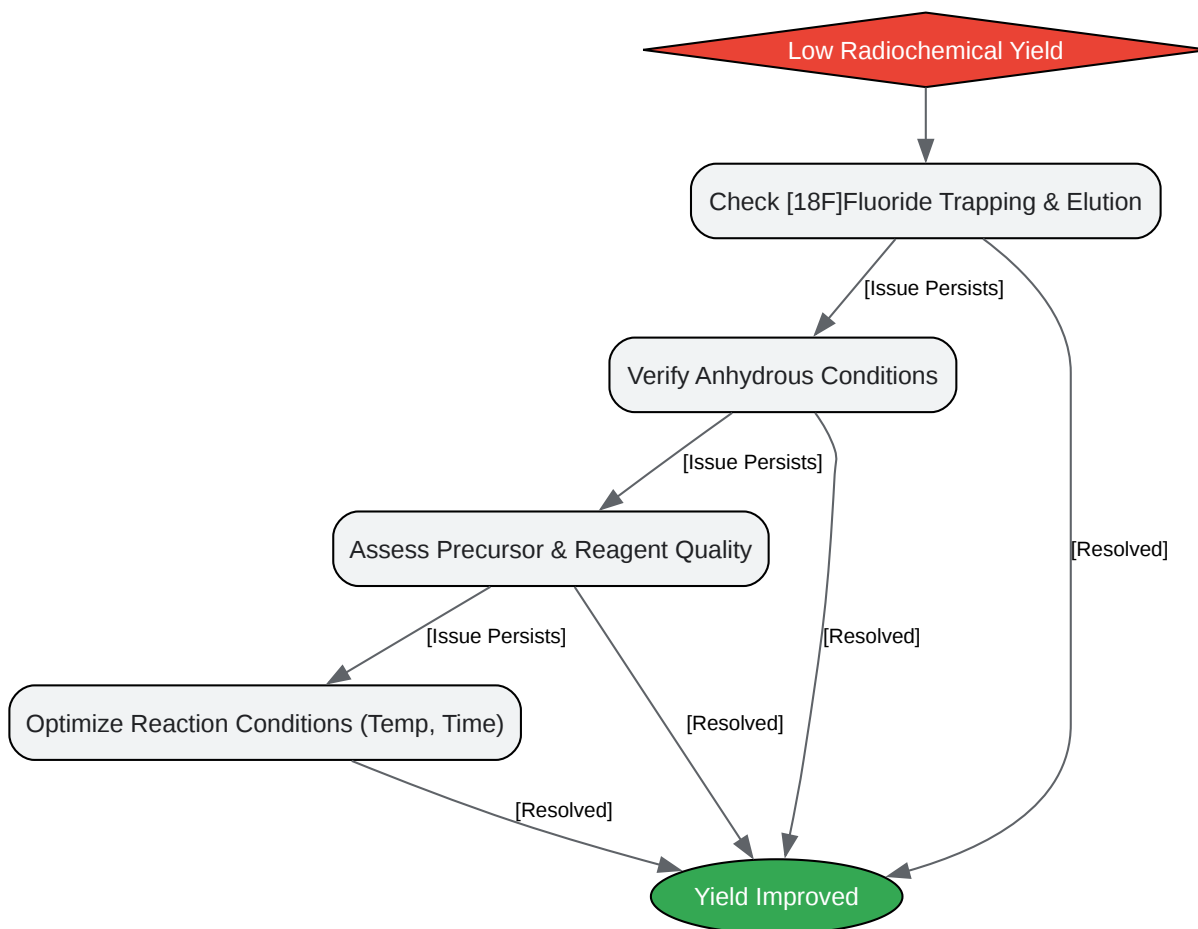 Low Radiochemical Yield
Check [18F]Fluoride Trapping & Elution
[Issue Persists]
Verify Anhydrous Conditions
[Issue Persists]
Assess Precursor & Reagent Quality
[Resolved]
[Issue Persists]
[Resolved]
Optimize Reaction Conditions (Temp, Time)
[Resolved]
[Resolved]
Yield Improved